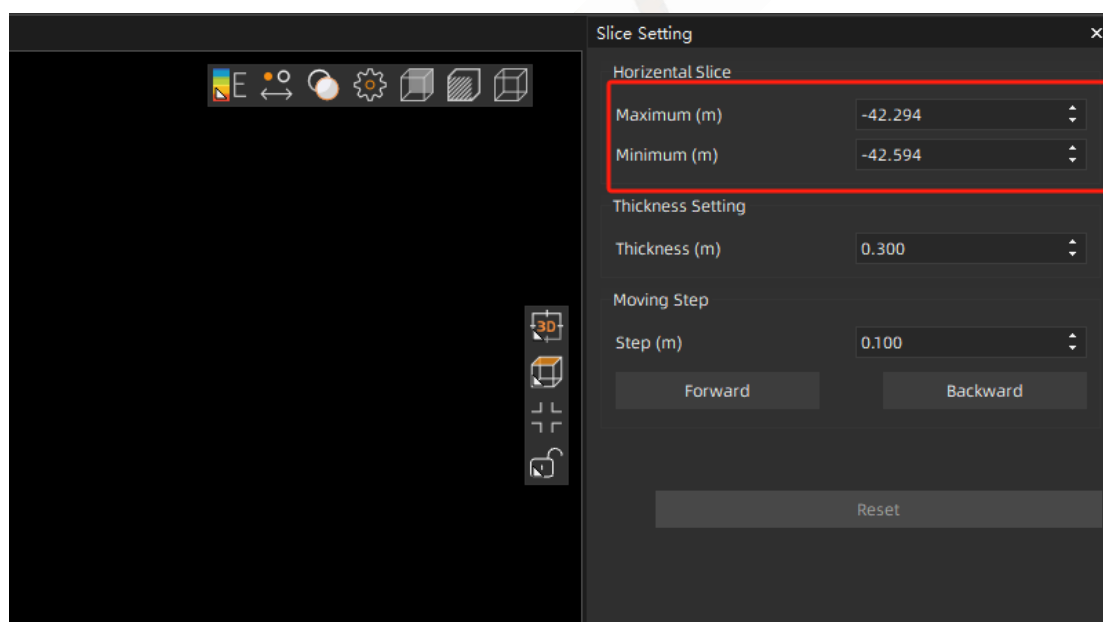 Slice Setting
Horizental Slice
E
Maximum (m) -42.294
Minimum (m) -42.594
Thickness Setting
Thickness (m) 0.300
Moving Step
3D
Step (m) 0.100
Forward Backward
Reset